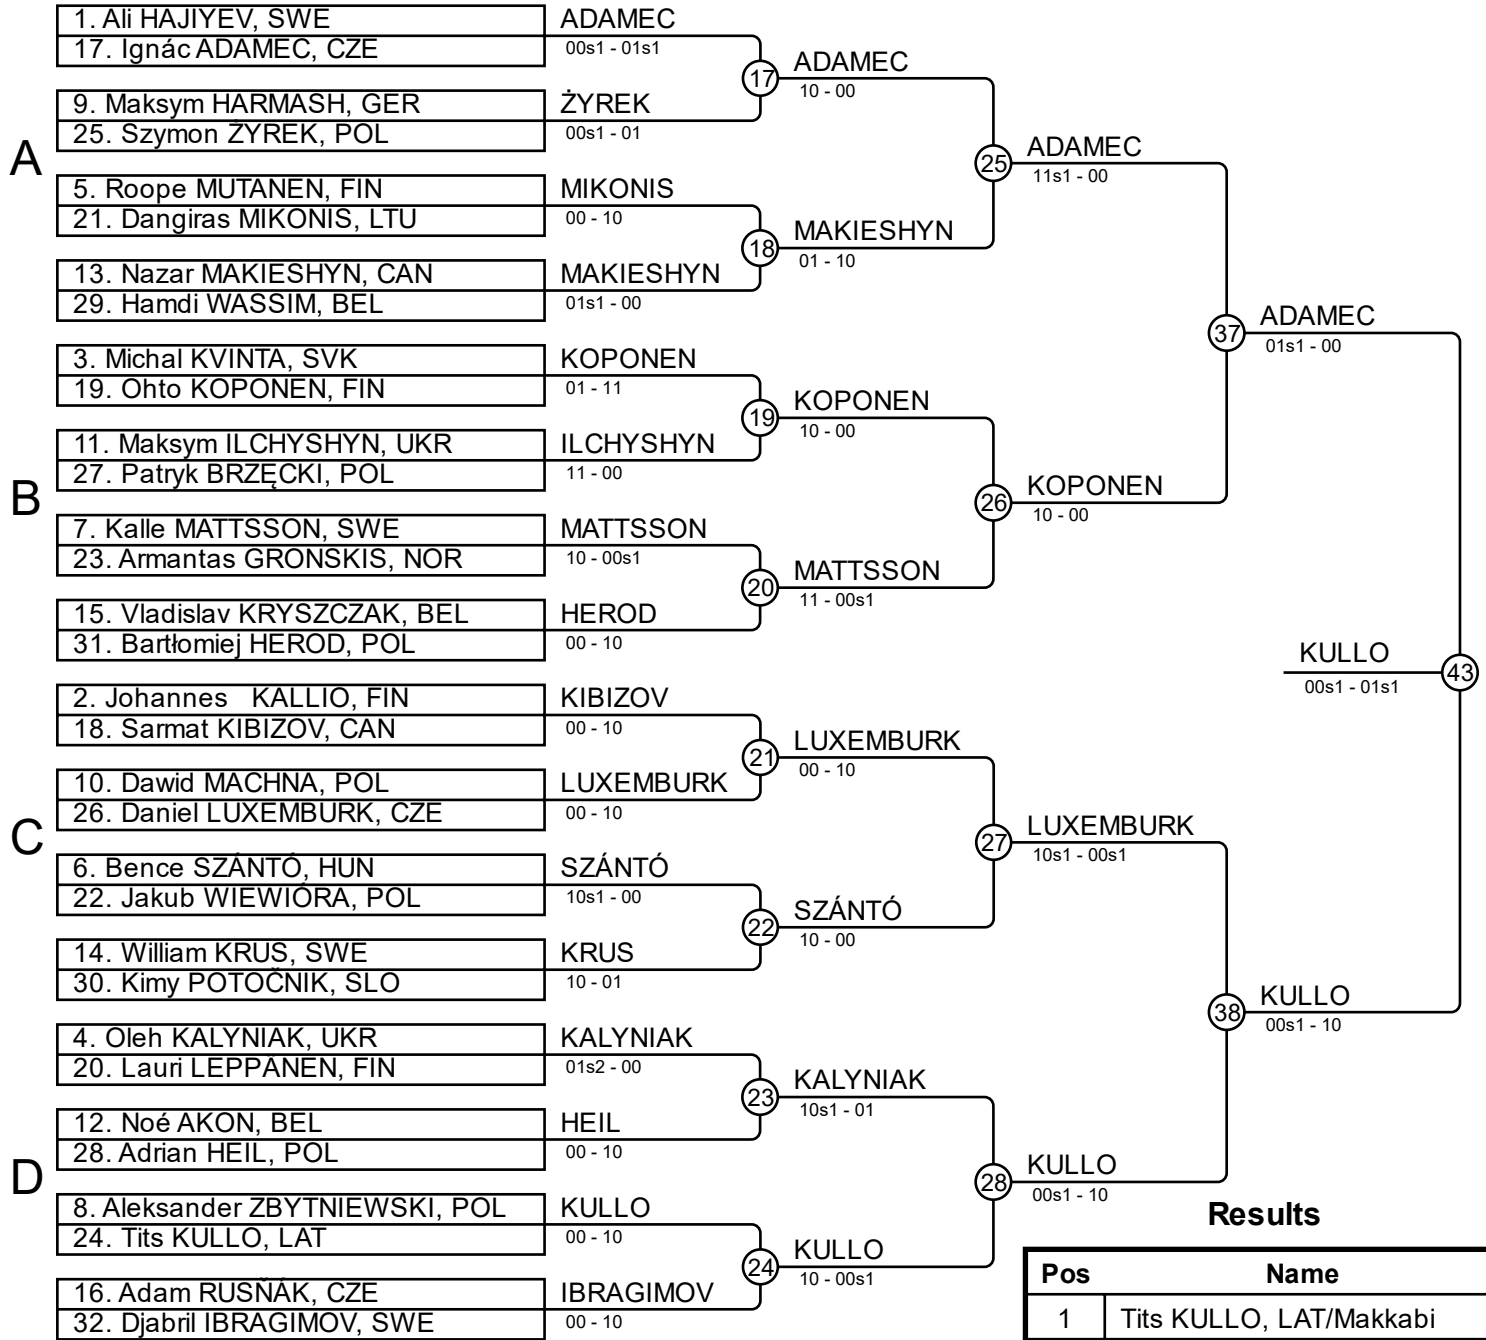 1. Ali HAJIYEV, SWE
17. Ignác ADAMEC, CZE
ADAMEC
00s1 - 01s1
17
ADAMEC
10 - 00
9. Maksym HARMASH, GER
25. Szymon ŻYREK, POL
ŻYREK
00s1 - 01
A
25
ADAMEC
11s1 - 00
5. Roope MUTANEN, FIN
21. Dangiras MIKONIS, LTU
MIKONIS
00 - 10
18
MAKIESHYN
01 - 10
13. Nazar MAKIESHYN, CAN
29. Hamdi WASSIM, BEL
MAKIESHYN
01s1 - 00
37
ADAMEC
01s1 - 00
3. Michal KVINTA, SVK
19. Ohto KOPONEN, FIN
KOPONEN
01 - 11
19
KOPONEN
10 - 00
11. Maksym ILCHYSHYN, UKR
27. Patryk BRZĘCKI, POL
ILCHYSHYN
11 - 00
B
26
KOPONEN
10 - 00
7. Kalle MATTSSON, SWE
23. Armantas GRONSKIS, NOR
MATTSSON
10 - 00s1
20
MATTSSON
11 - 00s1
15. Vladislav KRYSZCZAK, BEL
31. Bartłomiej HEROD, POL
HEROD
00 - 10
KULLO
00s1 - 01s1
43
2. Johannes KALLIO, FIN
18. Sarmat KIBIZOV, CAN
KIBIZOV
00 - 10
21
LUXEMBURK
00 - 10
10. Dawid MACHNA, POL
26. Daniel LUXEMBURK, CZE
LUXEMBURK
00 - 10
C
27
LUXEMBURK
10s1 - 00s1
6. Bence SZÁNTÓ, HUN
22. Jakub WIEWIÓRA, POL
SZÁNTÓ
10s1 - 00
22
SZÁNTÓ
10 - 00
14. William KRUS, SWE
30. Kimy POTOČNIK, SLO
KRUS
10 - 01
38
KULLO
00s1 - 10
4. Oleh KALYNIAK, UKR
20. Lauri LEPPÄNEN, FIN
KALYNIAK
01s2 - 00
23
KALYNIAK
10s1 - 01
12. Noé AKON, BEL
28. Adrian HEIL, POL
HEIL
00 - 10
D
28
KULLO
00s1 - 10
8. Aleksander ZBYTNIEWSKI, POL
24. Tits KULLO, LAT
KULLO
00 - 10
24
KULLO
10 - 00s1
16. Adam RUSŇÁK, CZE
32. Djabril IBRAGIMOV, SWE
IBRAGIMOV
00 - 10
Results
Pos Name
1 Tits KULLO, LAT/Makkabi